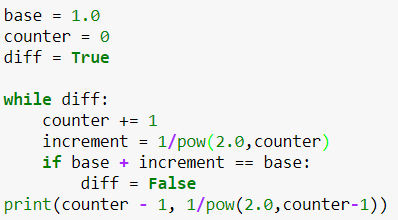 base = 1.0
counter = 0
diff = True

while diff:
    counter += 1
    increment = 1/pow(2.0,counter)
    if base + increment == base:
        diff = False
print(counter - 1, 1/pow(2.0,counter-1))